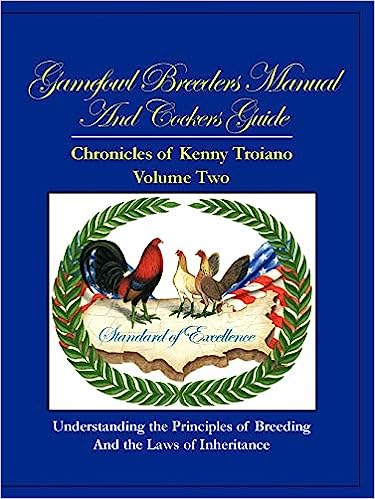 Gamefowl Breeders Manual
And Cockers Guide
Chronicles of Kenny Troiano
Volume Two
Standard of Excellence
Understanding the Principles of Breeding
And the Laws of Inheritance